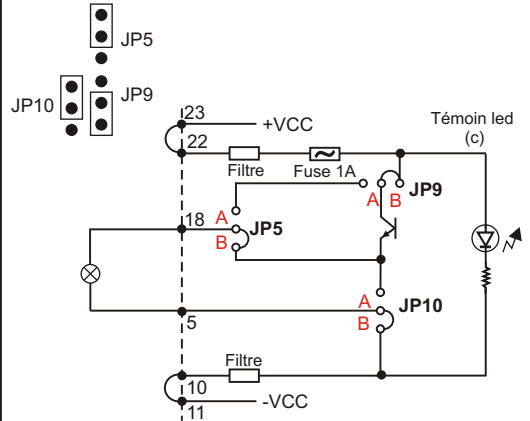 JP5
JP10
JP9
23
+VCC
22
Filtre
Fuse 1A
Témoin led
(c)
A
B
JP9
18
A
JP5
B
A
JP10
B
5
Filtre
10
-VCC
11